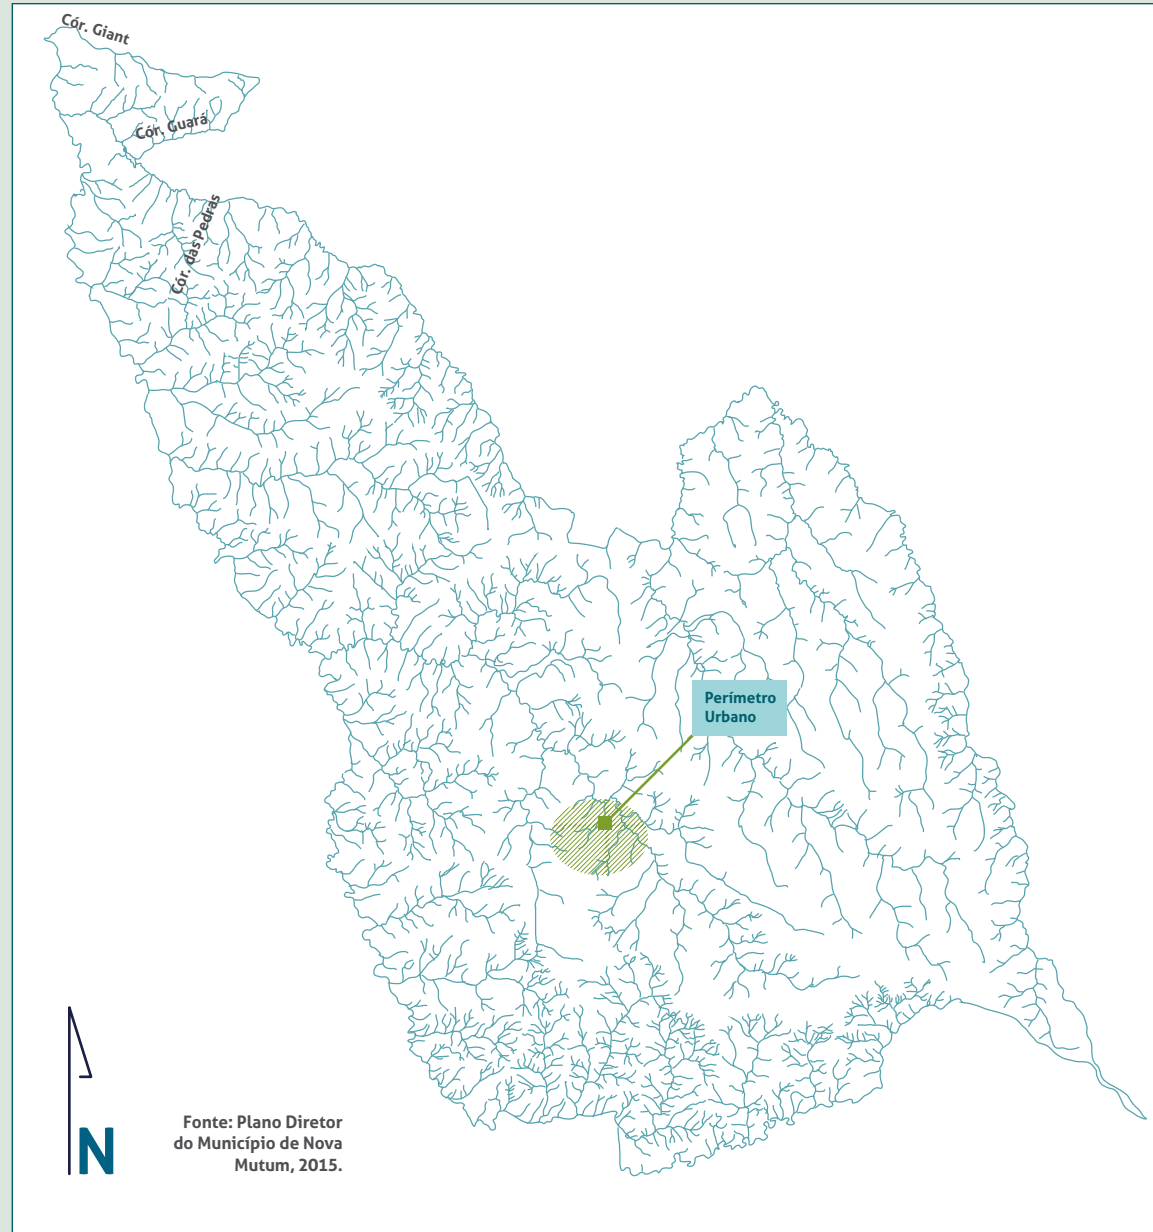 Cór. Giant
Cór. Guará
Cór. das Pedras
Perímetro
Urbano
N
Fonte: Plano Diretor
do Município de Nova
Mutum, 2015.